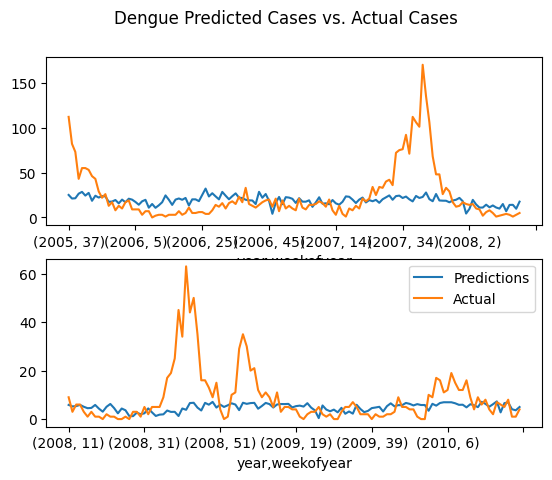 Dengue Predicted Cases vs. Actual Cases
150
100
50
0
(2005, 37) (2006, 5) (2006, 25) (2006, 45) (2007, 14) (2007, 34) (2008, 2)
year,weekofyear
60
40
20
0
Predictions
Actual
(2008, 11) (2008, 31) (2008, 51) (2009, 19) (2009, 39) (2010, 6)
year,weekofyear